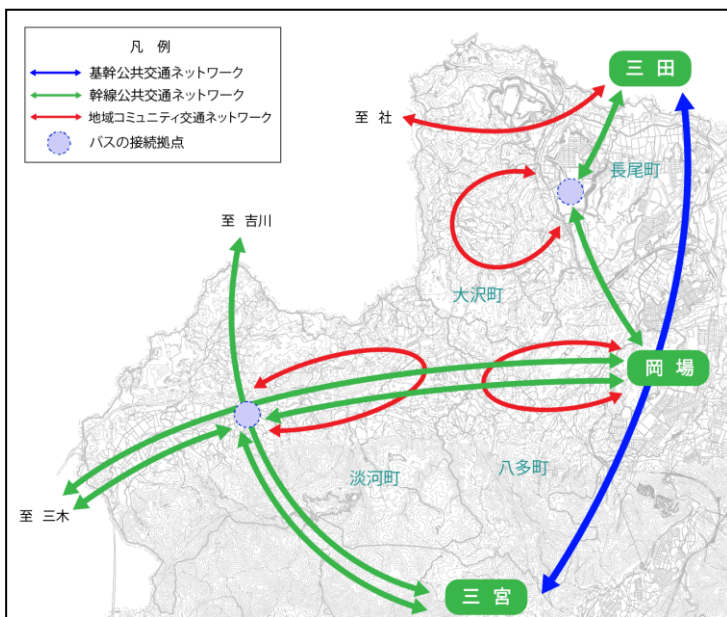 凡 例
基幹公共交通ネットワーク
幹線公共交通ネットワーク
地域コミュニティ交通ネットワーク
バスの接続拠点
三 田
至 社
長尾町
至 吉川
大沢町
岡 場
淡河町
八多町
至 三木
三 宮